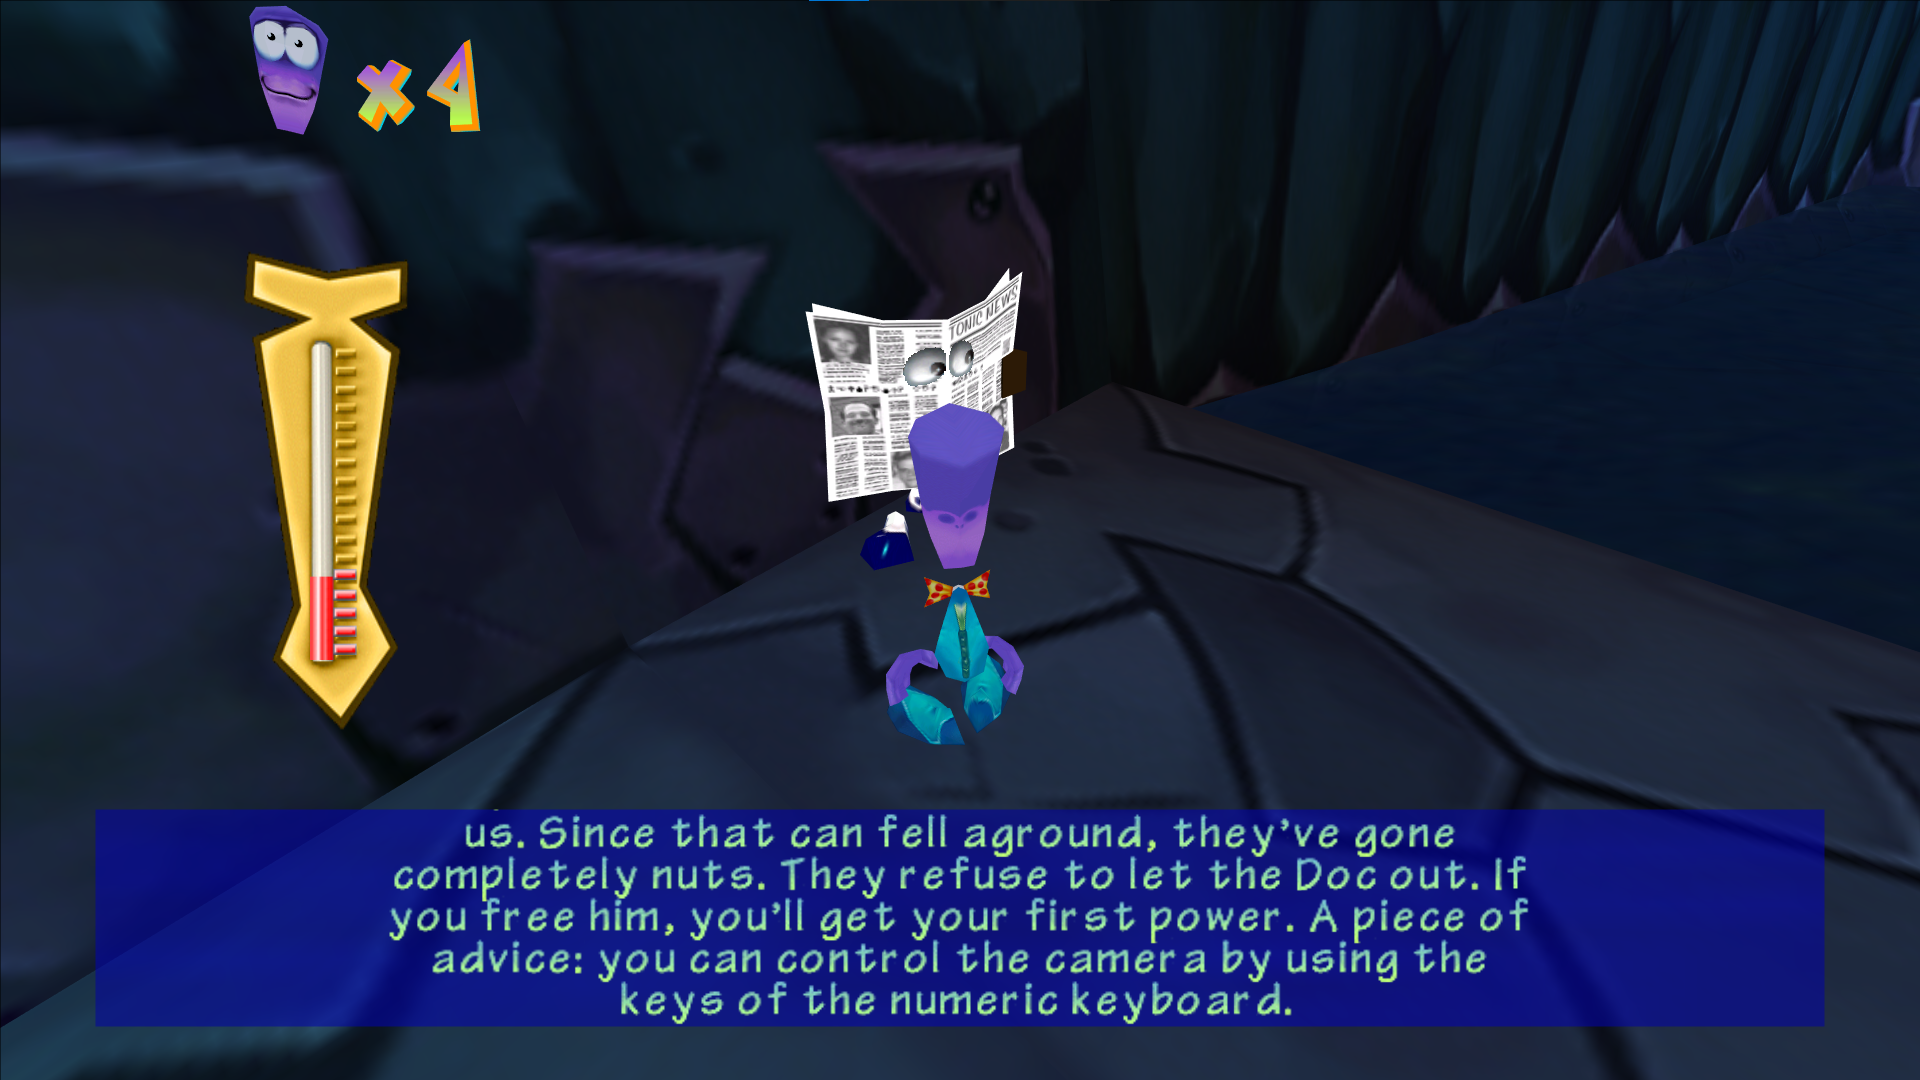 x4
TONIC NEWS
us. Since that can fell aground, they've gone
completely nuts. They refuse to let the Doc out. If
you free him, you'll get your first power. A piece of
advice: you can control the camera by using the
keys of the numeric keyboard.